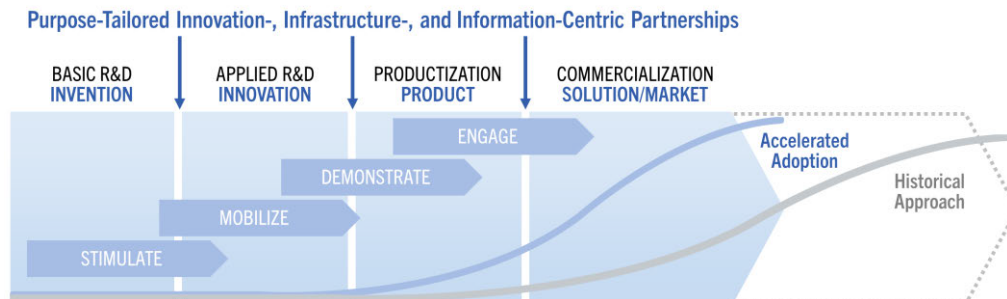 Purpose-Tailored Innovation-, Infrastructure-, and Information-Centric Partnerships
BASIC R&D
INVENTION
APPLIED R&D
INNOVATION
PRODUCTIZATION
PRODUCT
COMMERCIALIZATION
SOLUTION/MARKET
ENGAGE
DEMONSTRATE
MOBILIZE
STIMULATE
Accelerated
Adoption
Historical
Approach